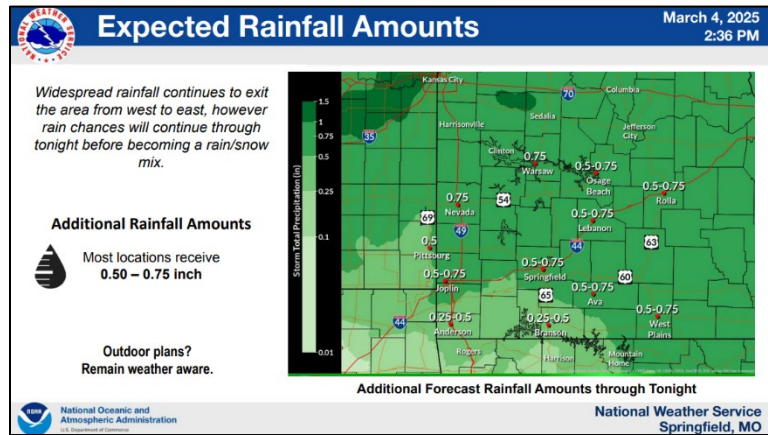 Expected Rainfall Amounts
March 4, 2025
2:36 PM
NATIONAL WEATHER SERVICE
Widespread rainfall continues to exit
the area from west to east, however
rain chances will continue through
tonight before becoming a rain/snow
mix.
Additional Rainfall Amounts
Most locations receive
0.50 – 0.75 inch
Outdoor plans?
Remain weather aware.
Storm Total Precipitation (in)
1.5
1
0.75
0.5
0.25
0.1
0.01
Kansas City
70
Columbia
35
Harrisonville
Sedalia
Jefferson
City
Clinton
0.75
Warsaw
0.5-0.75
Osage
Beach
0.5-0.75
Rolla
0.75
Nevada
54
69
49
0.5-0.75
Lebanon
0.5
Pittsburg
44
63
0.5-0.75
Joplin
0.5-0.75
Springfield
60
65
0.5-0.75
Ava
44
0.25-0.5
Anderson
0.25-0.5
Branson
0.5-0.75
West
Plains
Rogers
Harrison
Mountain
Home
Additional Forecast Rainfall Amounts through Tonight
NOAA
National Oceanic and
Atmospheric Administration
U.S. Department of Commerce
National Weather Service
Springfield, MO